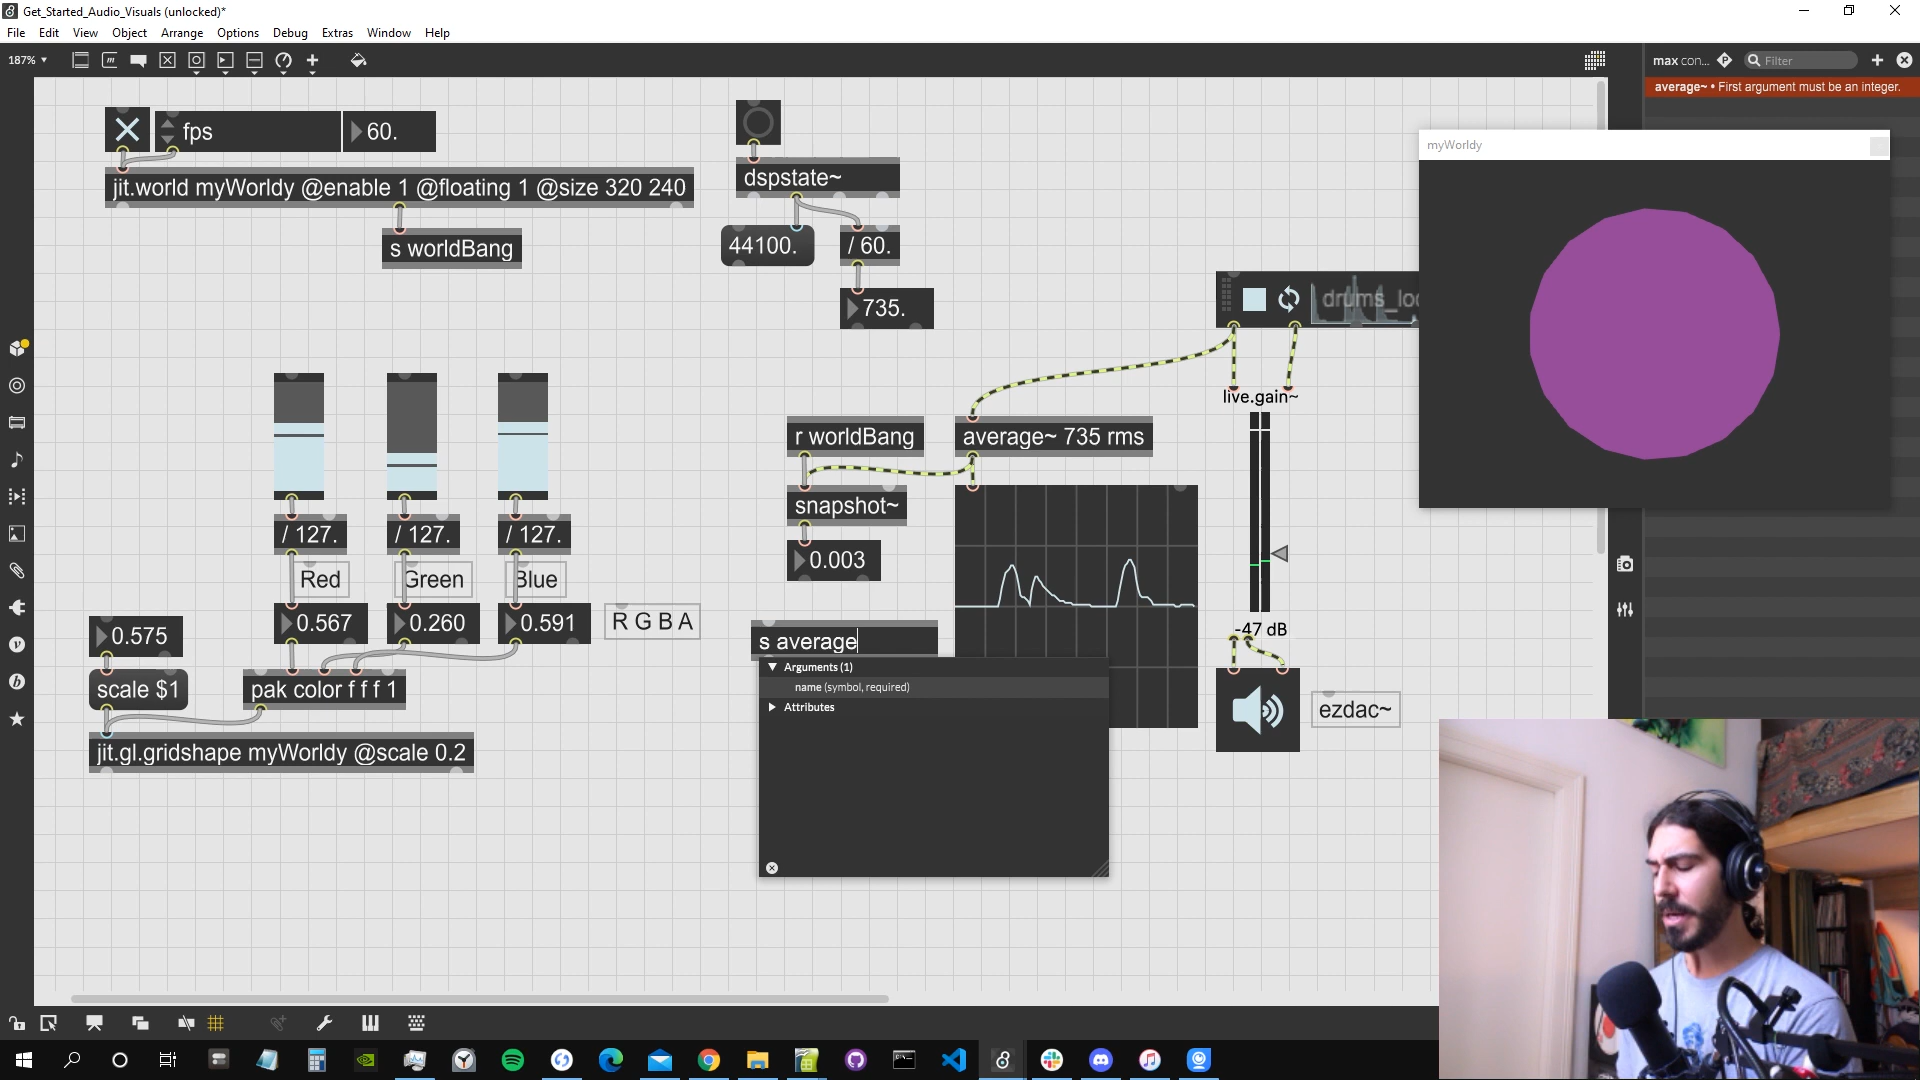 Get_Started_Audio_Visuals (unlocked)*
File Edit View Object Arrange Options Debug Extras Window Help
187%
max con... Filter
average~ • First argument must be an integer.
fps 60.
jit.world myWorldy @enable 1 @floating 1 @size 320 240
s worldBang
dspstate~
44100. / 60.
735.
myWorldy
live.gain~
r worldBang average~ 735 rms
snapshot~
0.003
/ 127. / 127. / 127.
Red Green Blue
0.567 0.260 0.591 R G B A
0.575
scale $1 pak color f f f 1
jit.gl.gridshape myWorldy @scale 0.2
s average
Arguments (1)
name (symbol, required)
Attributes
-47 dB
ezdac~